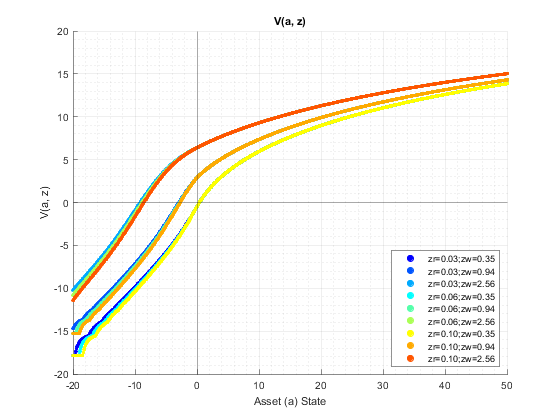 V(a, z)
20
15
10
5
0
-5
-10
-15
-20
V(a, z)
-20
-10
0
10
20
30
40
50
Asset (a) State
zr=0.03;zw=0.35
zr=0.03;zw=0.94
zr=0.03;zw=2.56
zr=0.06;zw=0.35
zr=0.06;zw=0.94
zr=0.06;zw=2.56
zr=0.10;zw=0.35
zr=0.10;zw=0.94
zr=0.10;zw=2.56